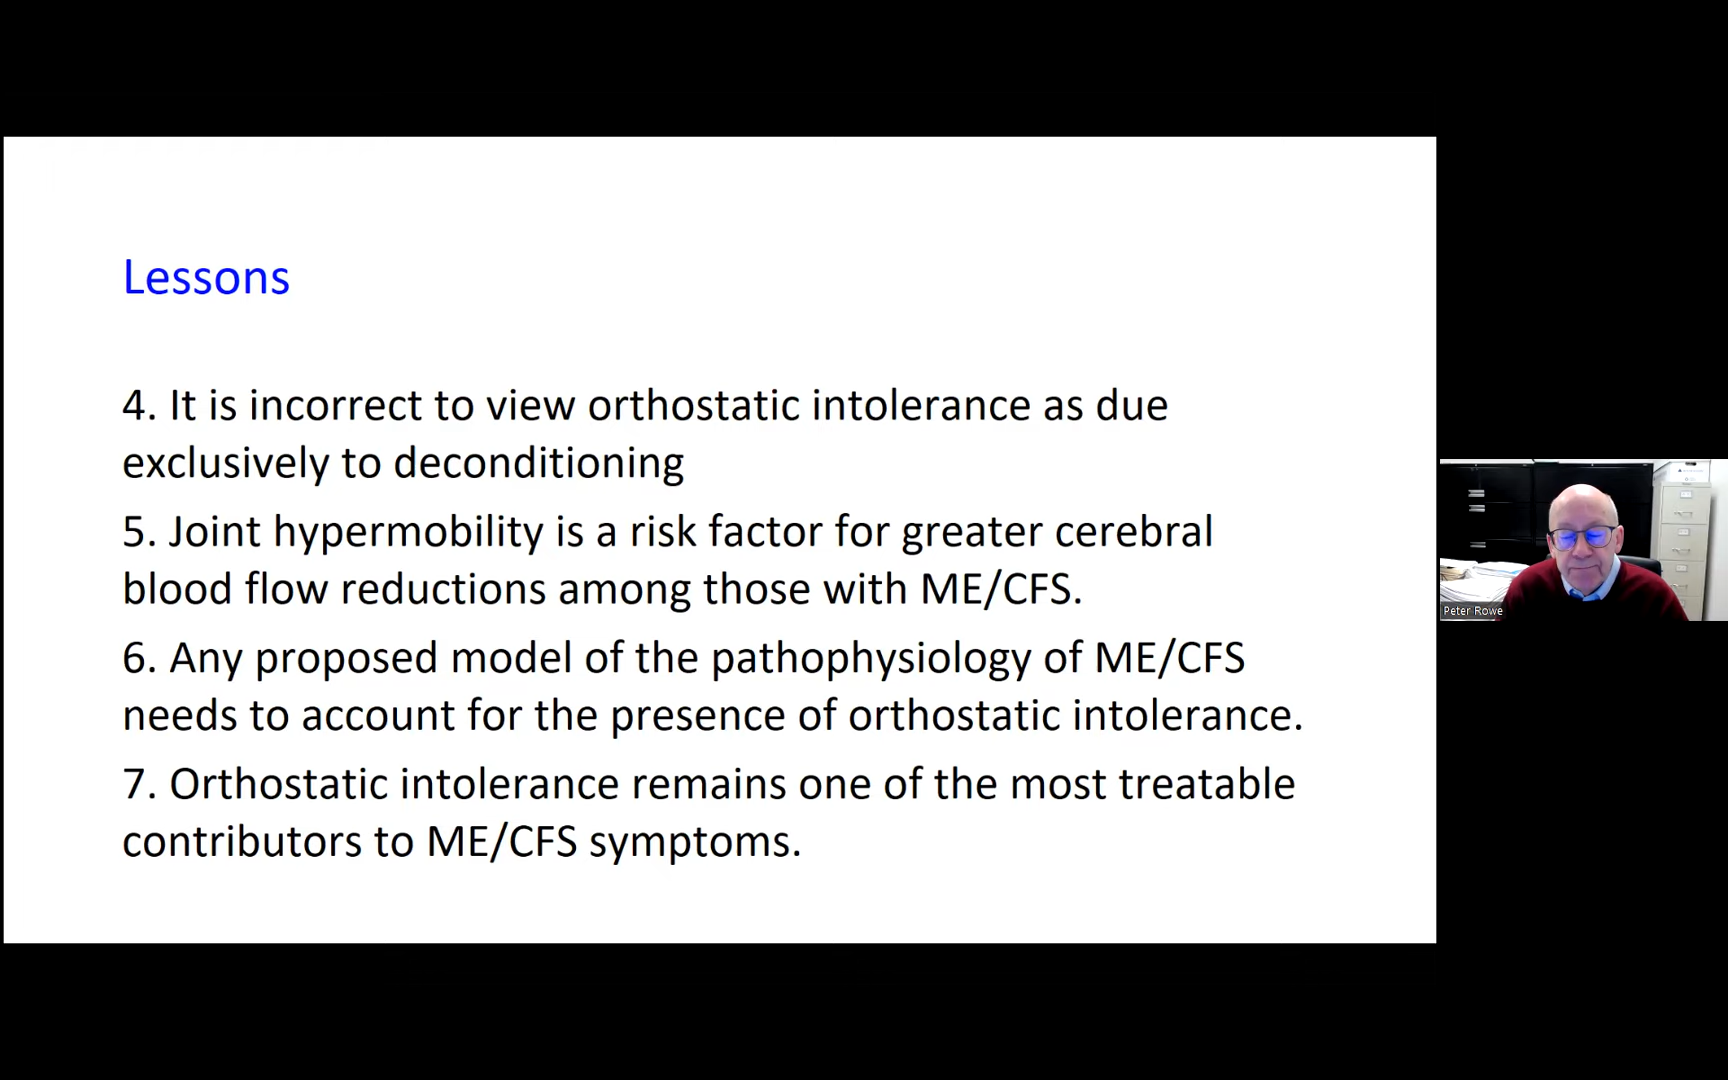 Lessons
4. It is incorrect to view orthostatic intolerance as due
exclusively to deconditioning
5. Joint hypermobility is a risk factor for greater cerebral
blood flow reductions among those with ME/CFS.
6. Any proposed model of the pathophysiology of ME/CFS
needs to account for the presence of orthostatic intolerance.
7. Orthostatic intolerance remains one of the most treatable
contributors to ME/CFS symptoms.
Peter Rowe